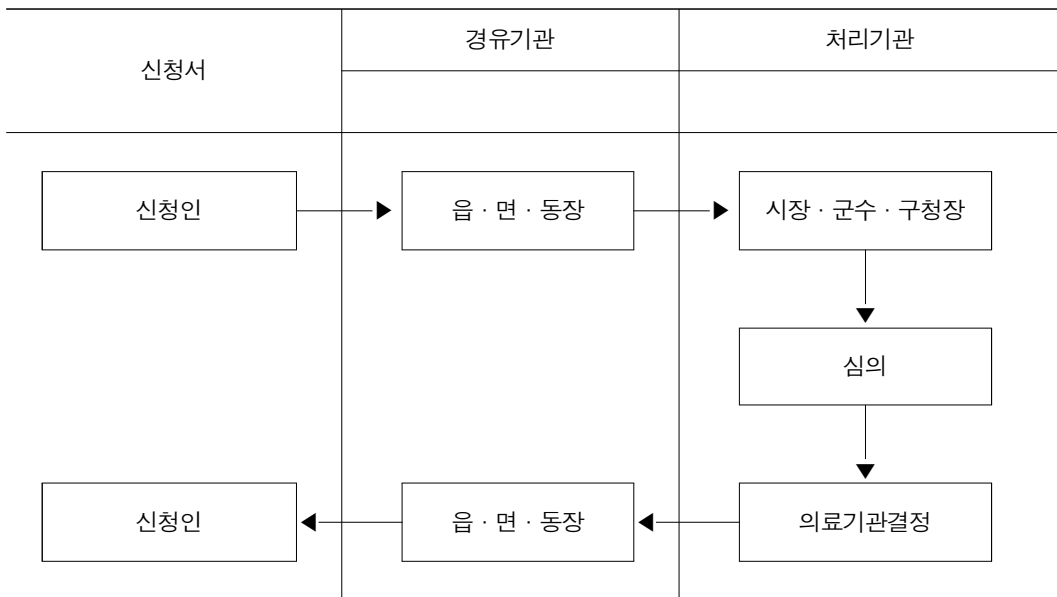 신청서
경유기관
처리기관
신청인
읍 · 면 · 동장
시장 · 군수 · 구청장
심의
신청인
읍 · 면 · 동장
의료기관결정